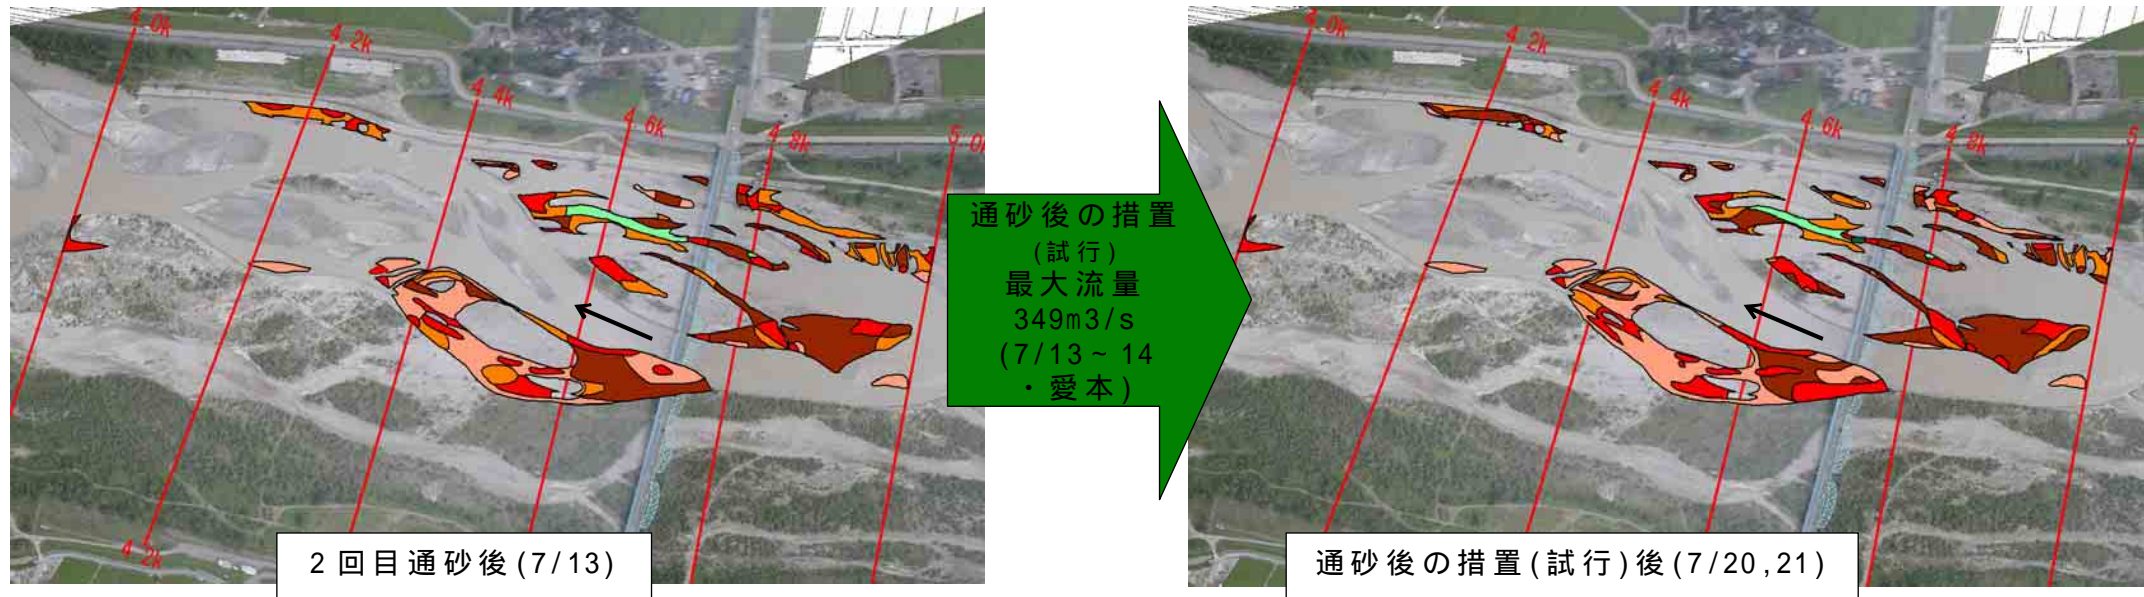 4.0k
4.2k
4.4k
4.6k
4.8k
5.0k
4.2k
2回目通砂後(7/13)
通砂後の措置
(試行)
最大流量
349m3/s
(7/13~14
・愛本)
4.0k
4.2k
4.4k
4.6k
4.8k
5
通砂後の措置(試行)後(7/20,21)